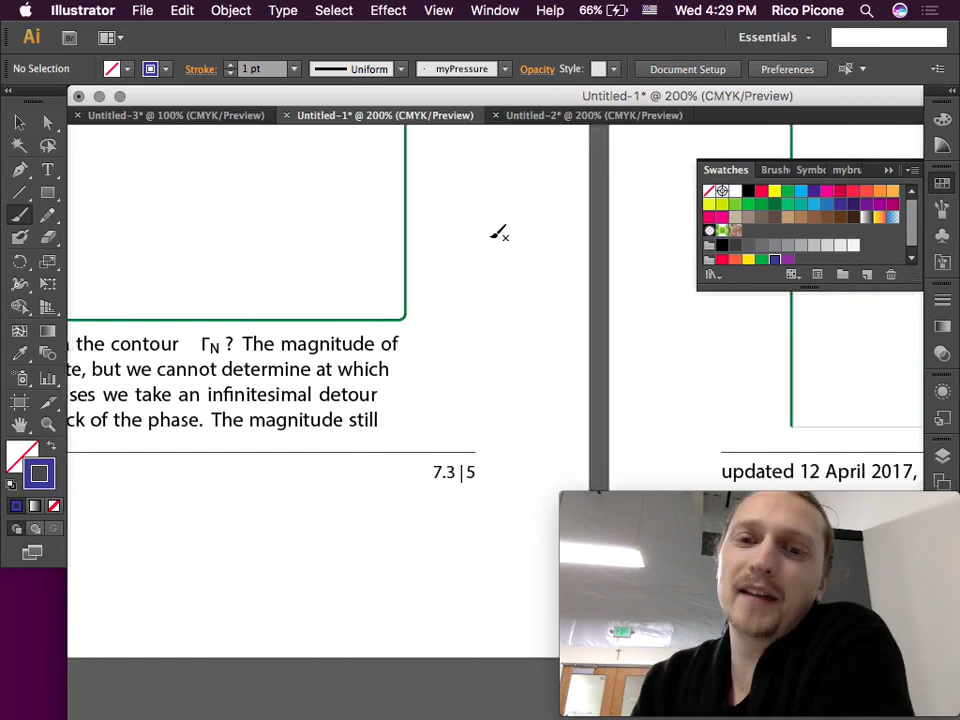 Illustrator File Edit Object Type Select Effect View Window Help 66% Wed 4:29 PM Rico Picone
Ai Br Essentials
No Selection Stroke: 1 pt Uniform myPressure Opacity Style: Document Setup Preferences
Untitled-1* @ 200% (CMYK/Preview)
Untitled-3* @ 100% (CMYK/Preview) Untitled-1* @ 200% (CMYK/Preview) Untitled-2* @ 200% (CMYK/Preview)
Swatches Brush Symbo mybru
the contour ΓN ? The magnitude of
te, but we cannot determine at which
ses we take an infinitesimal detour
ck of the phase. The magnitude still
7.3|5
updated 12 April 2017,